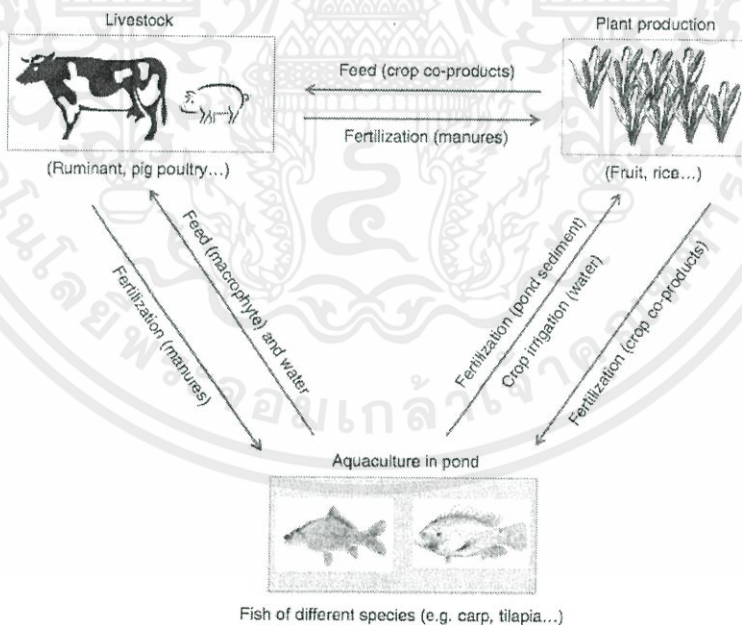 Livestock
Plant production
Feed (crop co-products)
Fertilization (manures)
(Ruminant, pig poultry...)
(Fruit, rice...)
Fertilization (manures)
Feed (macrophyte) and water
Fertilization (pond sediment)
Crop irrigation (water)
Fertilization (crop co-products)
Aquaculture in pond
Fish of different species (e.g. carp, tilapia...)